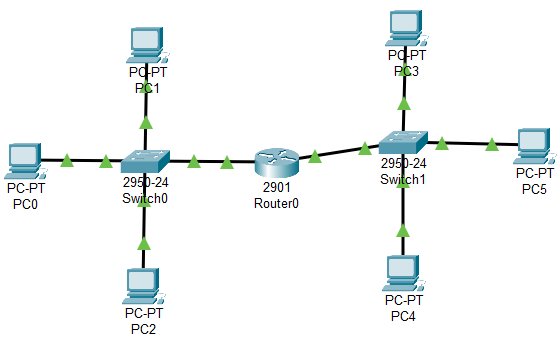 PC-PT
PC1
PC-PT
PC3
PC-PT
PC0
2950-24
Switch0
2901
Router0
2950-24
Switch1
PC-PT
PC5
PC-PT
PC2
PC-PT
PC4